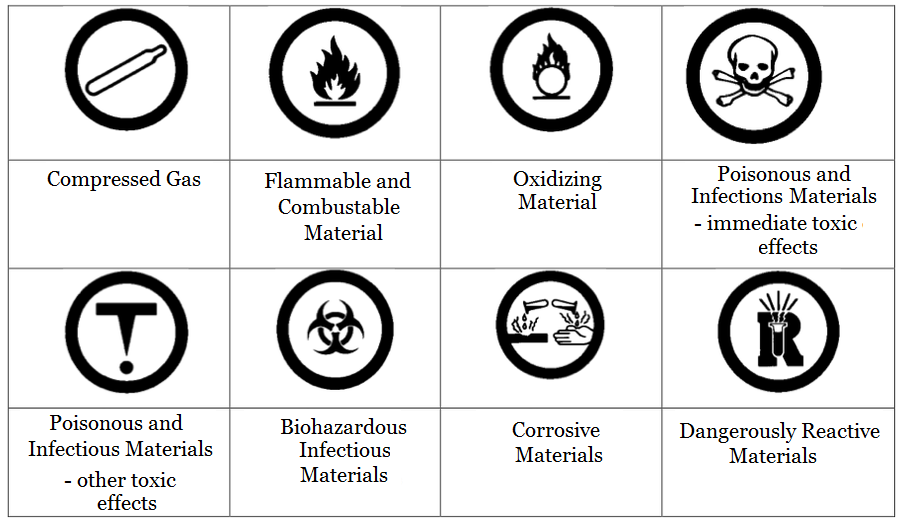 Compressed Gas
Flammable and
Combustable
Material
Oxidizing
Material
Poisonous and
Infections Materials
- immediate toxic
effects
Poisonous and
Infectious Materials
- other toxic
effects
Biohazardous
Infectious
Materials
Corrosive
Materials
R
Dangerously Reactive
Materials